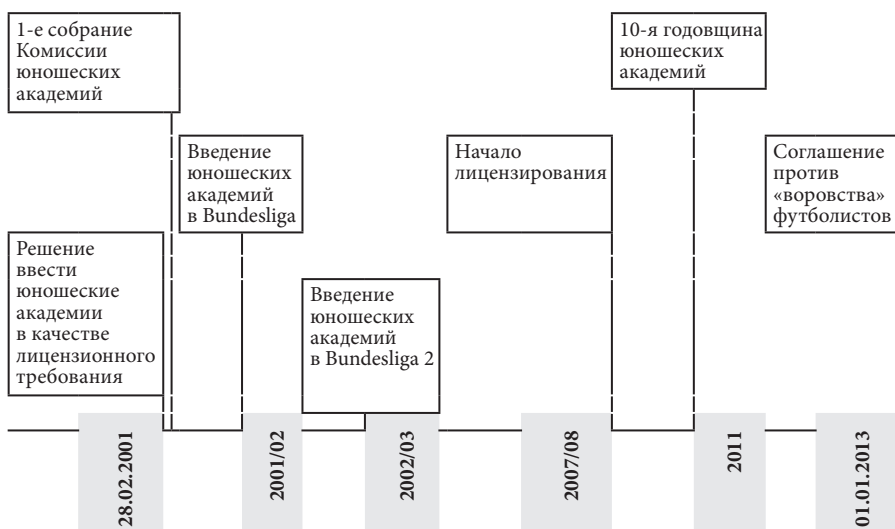 1-е собрание
Комиссии
юношеских
академий
10-я годовщина
юношеских
академий
Введение
юношеских
академий
в Bundesliga
Начало
лицензирования
Соглашение
против
«воровства»
футболистов
Решение
ввести
юношеские
академии
в качестве
лицензионного
требования
Введение
юношеских
академий
в Bundesliga 2
28.02.2001
2001/02
2002/03
2007/08
2011
01.01.2013